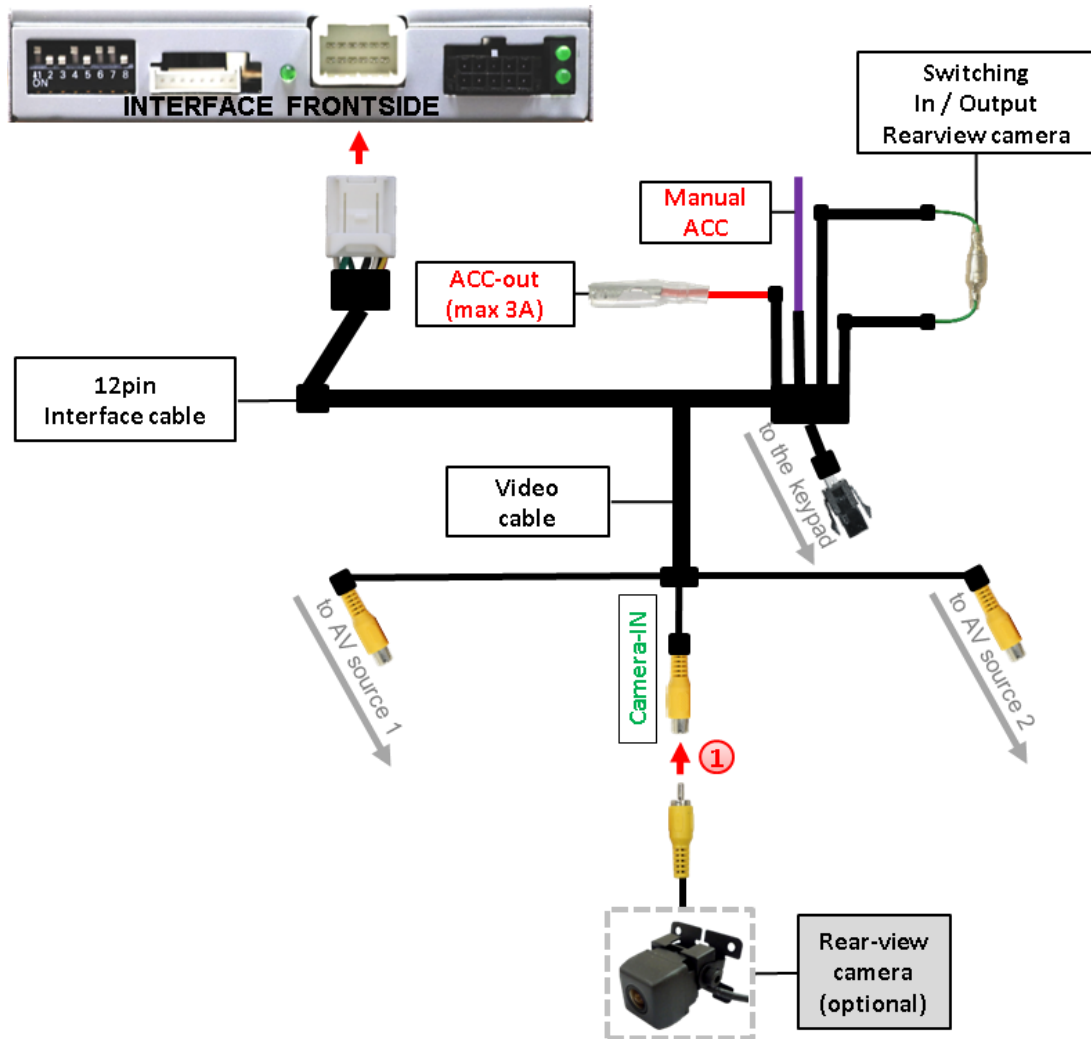 1 2 3 4 5 6 7 8
ON
INTERFACE FRONTSIDE
Switching
In / Output
Rearview camera
Manual
ACC
ACC-out
(max 3A)
12pin
Interface cable
to the keypad
Video
cable
to AV source 1
Camera-IN
to AV source 2
1
Rear-view
camera
(optional)